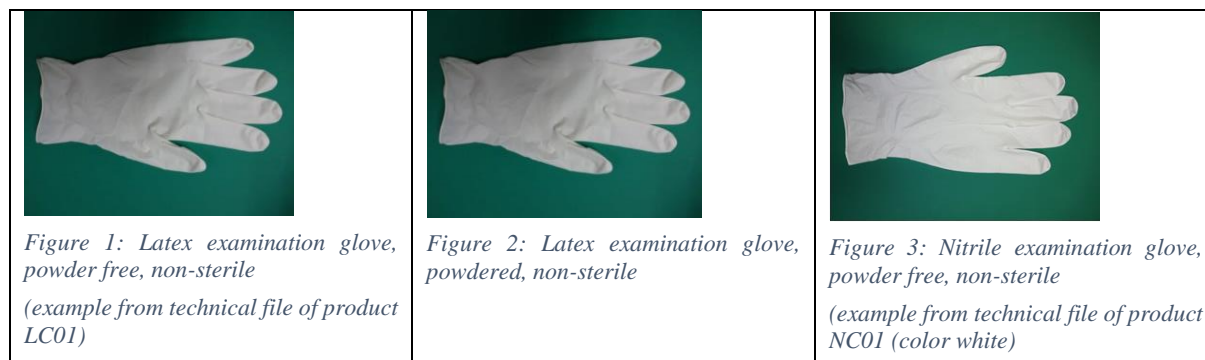 Figure 1: Latex examination glove,
powder free, non-sterile
(example from technical file of product
LC01)
Figure 2: Latex examination glove,
powdered, non-sterile
Figure 3: Nitrile examination glove,
powder free, non-sterile
(example from technical file of product
NC01 (color white)